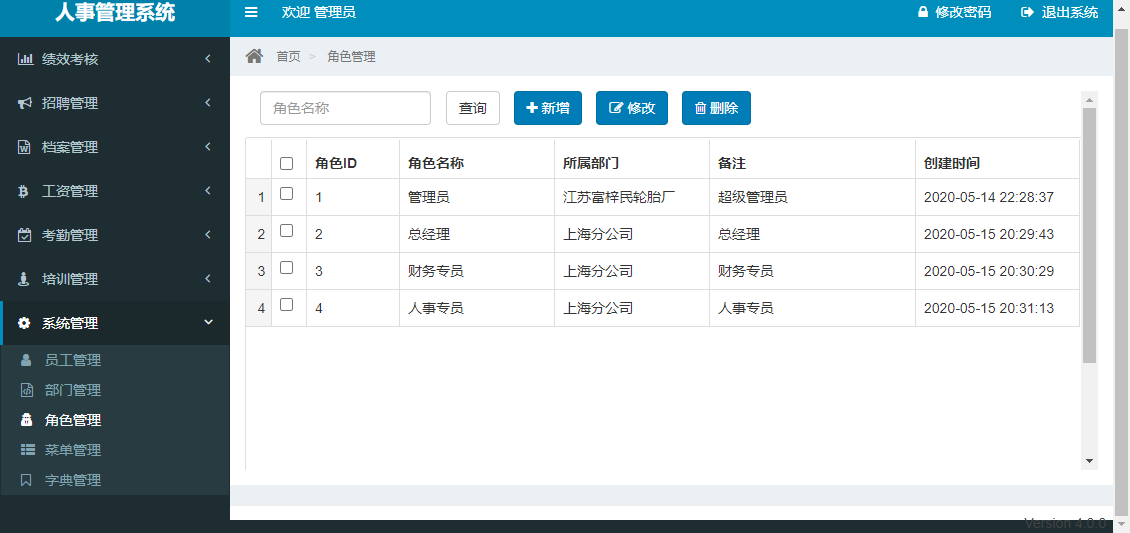 人事管理系统
欢迎 管理员
修改密码
退出系统
绩效考核
招聘管理
档案管理
工资管理
考勤管理
培训管理
系统管理
员工管理
部门管理
角色管理
菜单管理
字典管理
首页 > 角色管理
角色名称 查询 新增 修改 删除
角色ID 角色名称 所属部门 备注 创建时间
1 1 管理员 江苏富梓民轮胎厂 超级管理员 2020-05-14 22:28:37
2 2 总经理 上海分公司 总经理 2020-05-15 20:29:43
3 3 财务专员 上海分公司 财务专员 2020-05-15 20:30:29
4 4 人事专员 上海分公司 人事专员 2020-05-15 20:31:13
Version 4.0.0